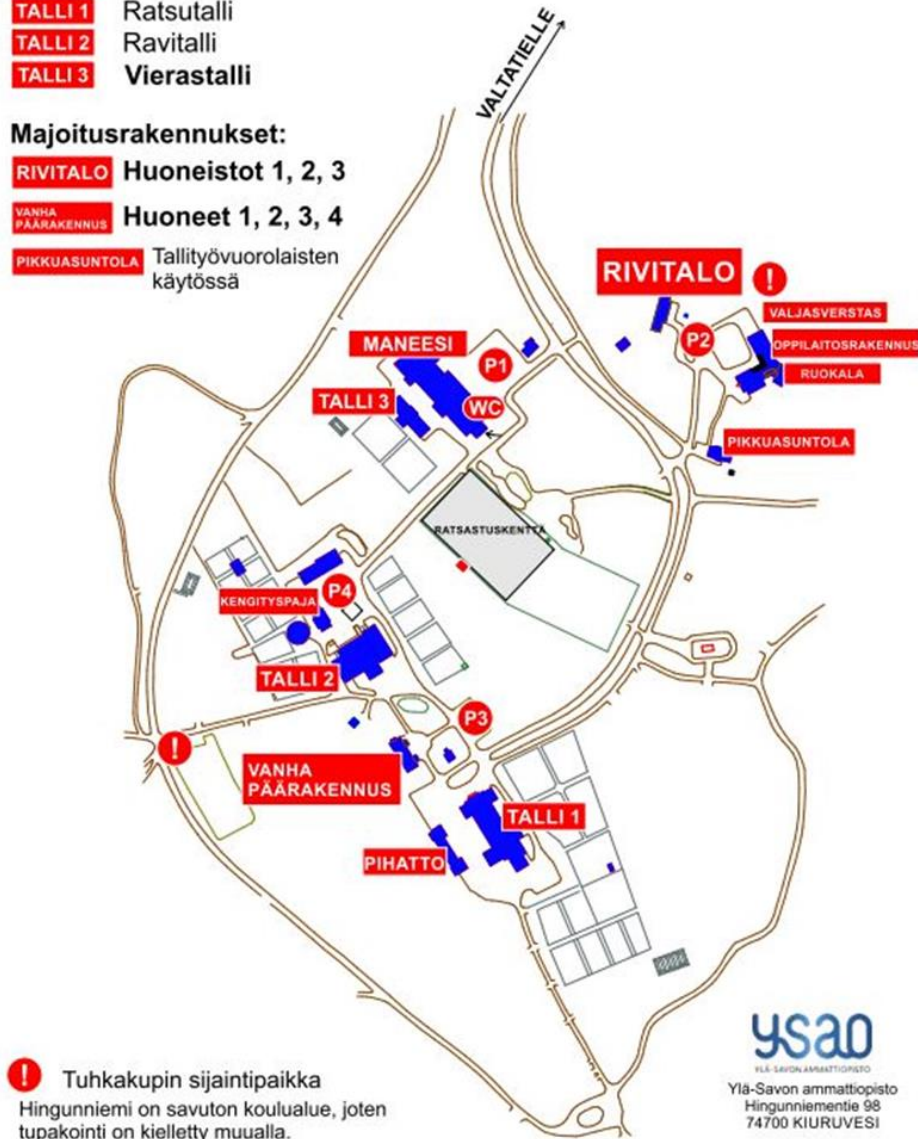 TALLI 1 Ratsutalli
TALLI 2 Ravitalli
TALLI 3 Vierastalli
Majoitusrakennukset:
RIVITALO Huoneistot 1, 2, 3
VANHA
PÄÄRAKENNUS
Huoneet 1, 2, 3, 4
PIKKUASUNTOLA Tallityövuorolaisten
käytössä
VALTATIELLE
RIVITALO
!
VALJASVERSTAS
P2
OPPILAITOSRAKENNUS
RUOKALA
MANEESI
P1
TALLI 3
WC
PIKKUASUNTOLA
RATSASTUSKENTTÄ
P4
KENGITYSPAJA
TALLI 2
P3
!
VANHA
PÄÄRAKENNUS
TALLI 1
PIHATTO
ysao
YLÄ-SAVON AMMATTIOPISTO
Ylä-Savon ammattiopisto
Hingunniementie 98
74700 KIURUVESI
! Tuhkakupin sijaintipaikka
Hingunniemi on savuton koulualue, joten
tupakointi on kielletty muualla.